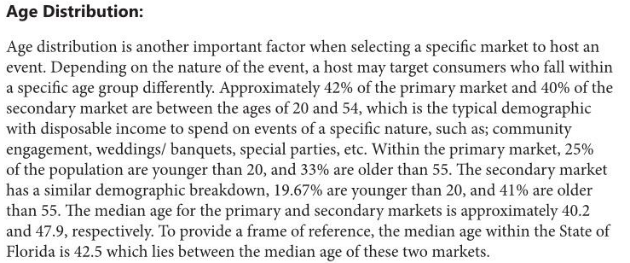 Age Distribution:
Age distribution is another important factor when selecting a specific market to host an
event. Depending on the nature of the event, a host may target consumers who fall within
a specific age group differently. Approximately 42% of the primary market and 40% of the
secondary market are between the ages of 20 and 54, which is the typical demographic
with disposable income to spend on events of a specific nature, such as; community
engagement, weddings/ banquets, special parties, etc. Within the primary market, 25%
of the population are younger than 20, and 33% are older than 55. The secondary market
has a similar demographic breakdown, 19.67% are younger than 20, and 41% are older
than 55. The median age for the primary and secondary markets is approximately 40.2
and 47.9, respectively. To provide a frame of reference, the median age within the State of
Florida is 42.5 which lies between the median age of these two markets.